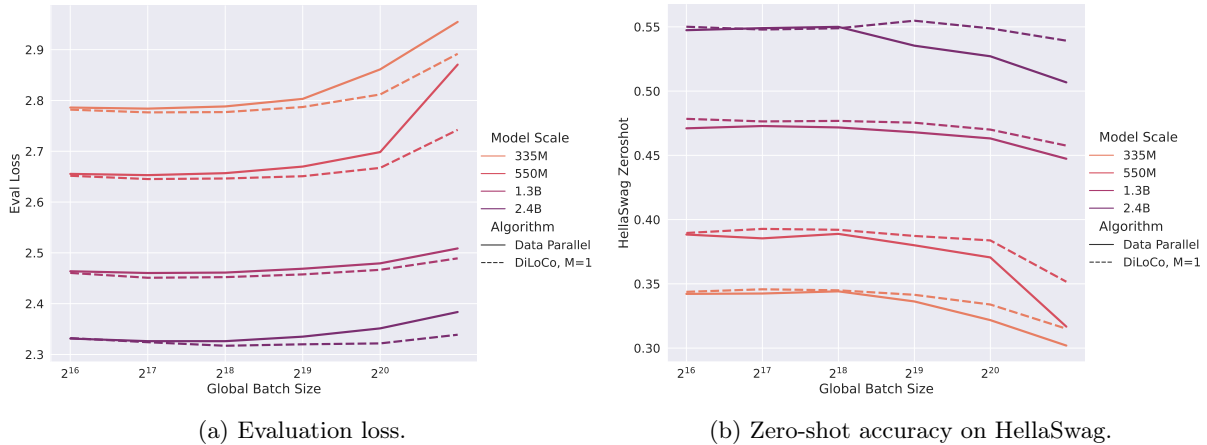 2.9
2.8
2.7
2.6
2.5
2.4
2.3
Eval Loss
2^16 2^17 2^18 2^19 2^20
Global Batch Size
Model Scale
335M
550M
1.3B
2.4B
Algorithm
Data Parallel
DiLoCo, M=1
(a) Evaluation loss.
0.55
0.50
0.45
0.40
0.35
0.30
HellaSwag Zeroshot
2^16 2^17 2^18 2^19 2^20
Global Batch Size
Model Scale
335M
550M
1.3B
2.4B
Algorithm
Data Parallel
DiLoCo, M=1
(b) Zero-shot accuracy on HellaSwag.